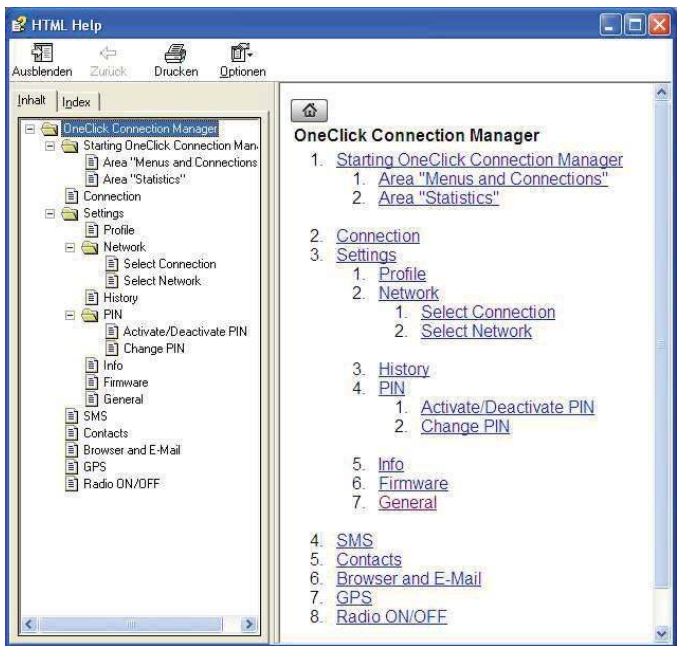 HTML Help
Ausblenden Zurück Drucken Optionen
Inhalt Index
OneClick Connection Manager
Starting OneClick Connection Man
Area "Menus and Connections
Area "Statistics"
Connection
Settings
Profile
Network
Select Connection
Select Network
History
PIN
Activate/Deactivate PIN
Change PIN
Info
Firmware
General
SMS
Contacts
Browser and E-Mail
GPS
Radio ON/OFF
OneClick Connection Manager
1. Starting OneClick Connection Manager
1. Area "Menus and Connections"
2. Area "Statistics"
2. Connection
3. Settings
1. Profile
2. Network
1. Select Connection
2. Select Network
3. History
4. PIN
1. Activate/Deactivate PIN
2. Change PIN
5. Info
6. Firmware
7. General
4. SMS
5. Contacts
6. Browser and E-Mail
7. GPS
8. Radio ON/OFF